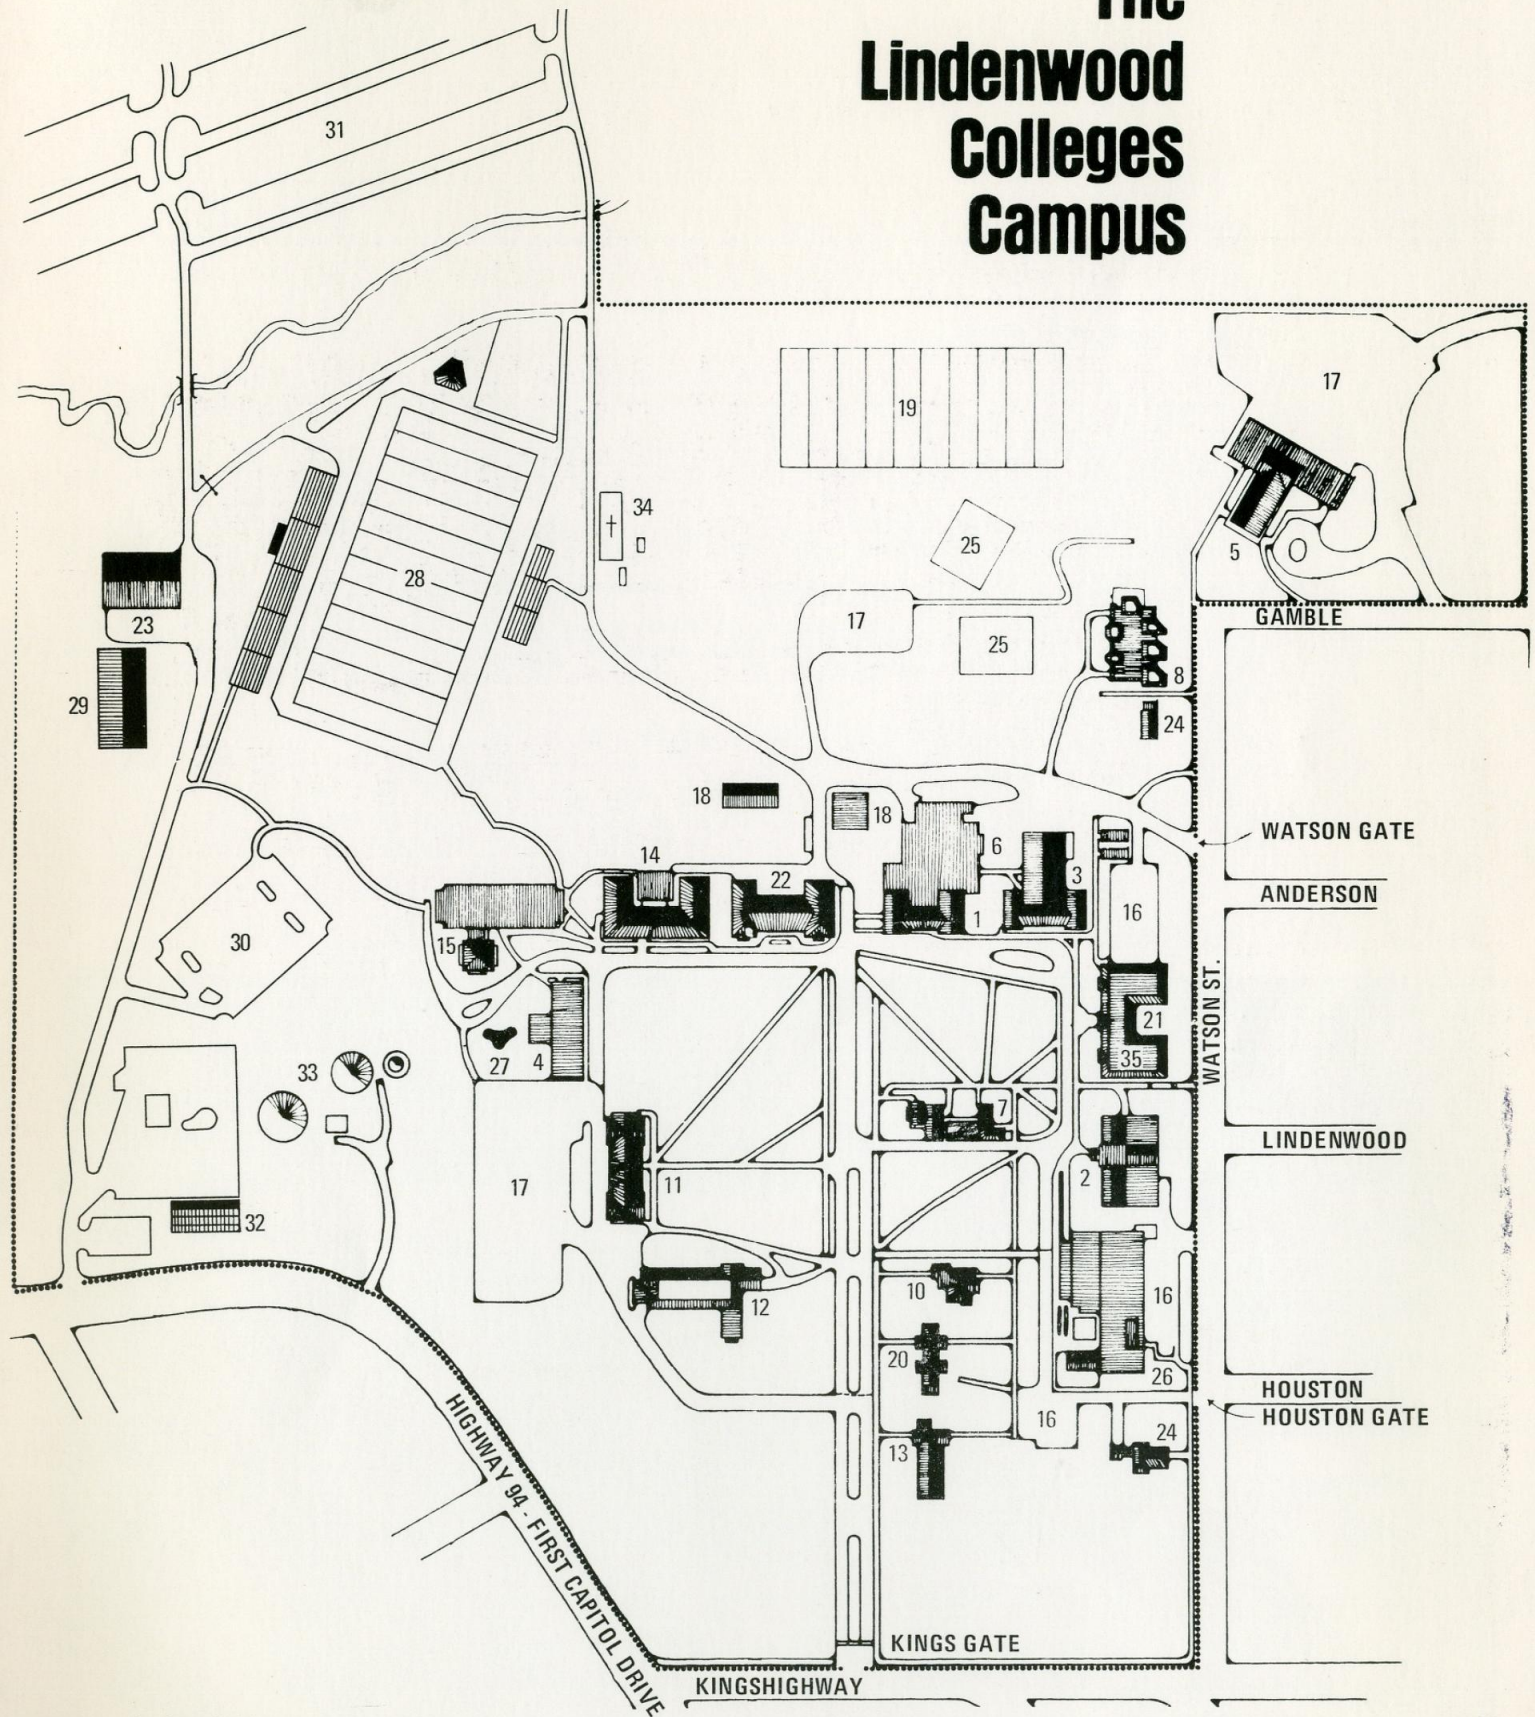 The
Lindenwood
Colleges
Campus
31
17
19
34
25
5
28
GAMBLE
23
17
25
8
29
24
18
18
WATSON GATE
6
14
22
3
ANDERSON
16
1
30
15
WATSON ST.
21
35
27
4
33
7
LINDENWOOD
2
17
11
32
10
16
12
20
26
HOUSTON
HOUSTON GATE
16
24
13
HIGHWAY 94 - FIRST CAPITOL DRIVE
KINGS GATE
KINGSHIGHWAY